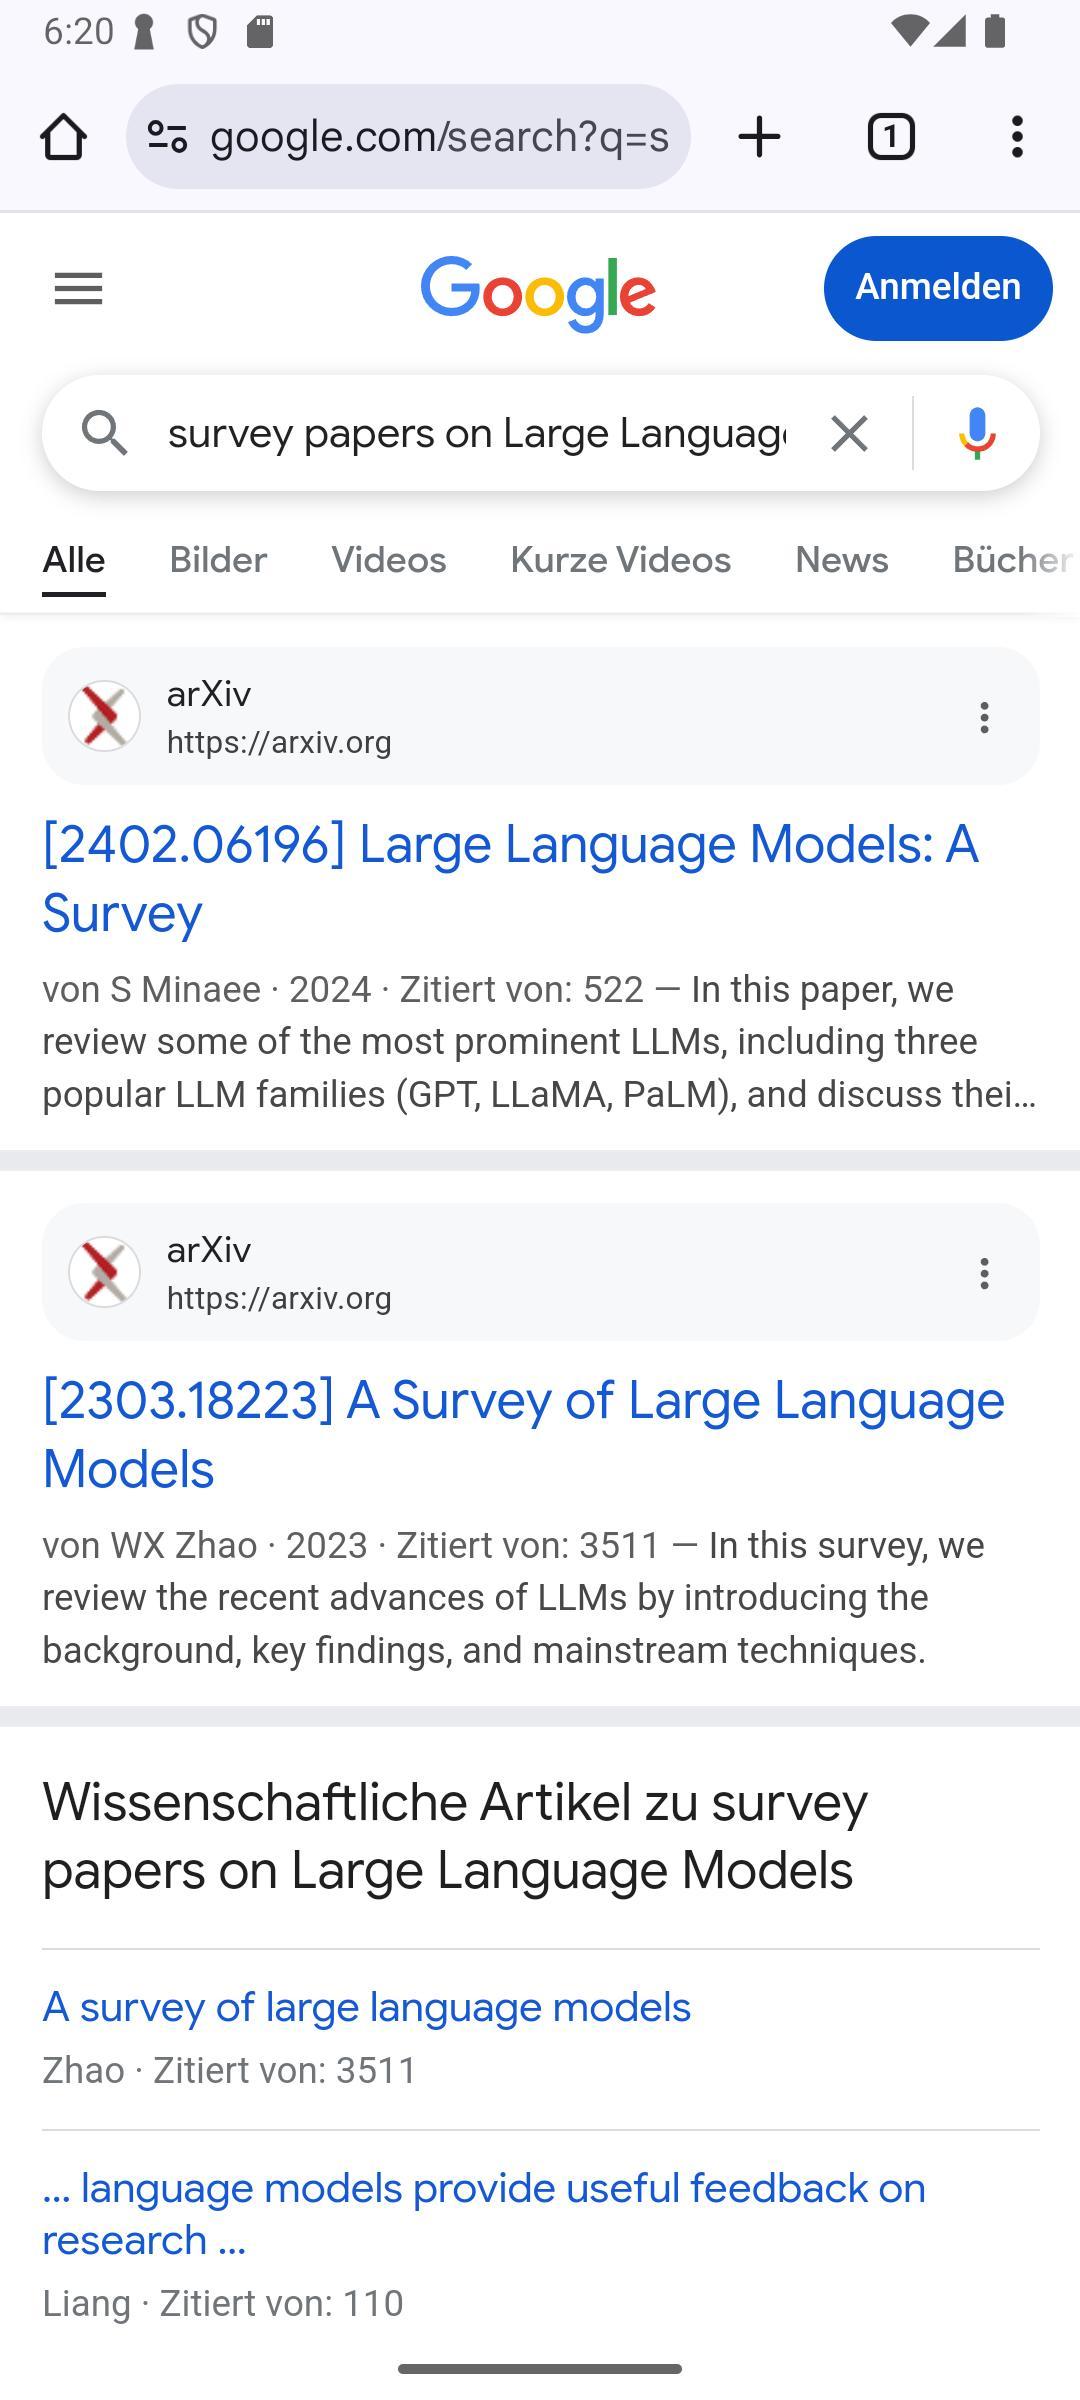 6:20
google.com/search?q=s
1
Google
Anmelden
survey papers on Large Language
Alle Bilder Videos Kurze Videos News Bücher
arXiv
https://arxiv.org
[2402.06196] Large Language Models: A
Survey
von S Minaee · 2024 · Zitiert von: 522 — In this paper, we
review some of the most prominent LLMs, including three
popular LLM families (GPT, LLaMA, PaLM), and discuss thei...
arXiv
https://arxiv.org
[2303.18223] A Survey of Large Language
Models
von WX Zhao · 2023 · Zitiert von: 3511 — In this survey, we
review the recent advances of LLMs by introducing the
background, key findings, and mainstream techniques.
Wissenschaftliche Artikel zu survey
papers on Large Language Models
A survey of large language models
Zhao · Zitiert von: 3511
... language models provide useful feedback on
research ...
Liang · Zitiert von: 110